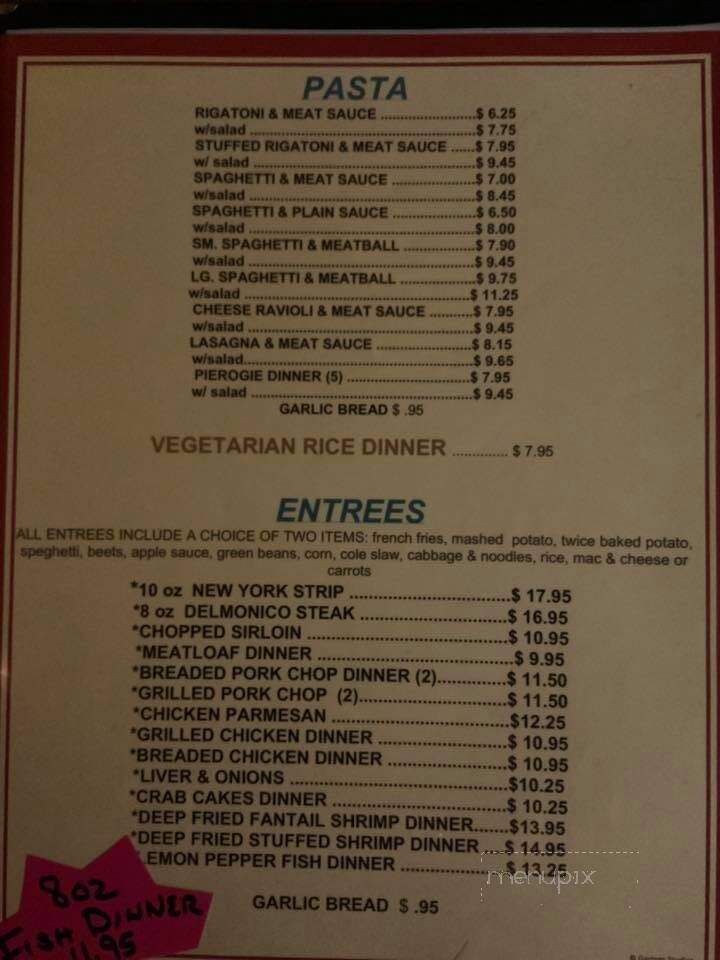 PASTA
RIGATONI & MEAT SAUCE ..........................$ 6.25
w/salad ...................................................$ 7.75
STUFFED RIGATONI & MEAT SAUCE ......$ 7.95
w/ salad ..................................................$ 9.45
SPAGHETTI & MEAT SAUCE ......................$ 7.00
w/salad ...................................................$ 8.45
SPAGHETTI & PLAIN SAUCE ......................$ 6.50
w/salad ...................................................$ 8.00
SM. SPAGHETTI & MEATBALL ...................$ 7.90
w/salad ...................................................$ 9.45
LG. SPAGHETTI & MEATBALL ....................$ 9.75
w/salad ...................................................$ 11.25
CHEESE RAVIOLI & MEAT SAUCE ...........$ 7.95
w/salad ...................................................$ 9.45
LASAGNA & MEAT SAUCE .........................$ 8.15
w/salad....................................................$ 9.65
PIEROGIE DINNER (5) ................................$ 7.95
w/ salad ..................................................$ 9.45
GARLIC BREAD $ .95
VEGETARIAN RICE DINNER .............. $ 7.95
ENTREES
ALL ENTREES INCLUDE A CHOICE OF TWO ITEMS: french fries, mashed potato, twice baked potato,
speghetti, beets, apple sauce, green beans, corn, cole slaw, cabbage & noodles, rice, mac & cheese or
carrots
*10 oz NEW YORK STRIP .................................$ 17.95
*8 oz DELMONICO STEAK ..............................$ 16.95
*CHOPPED SIRLOIN .........................................$ 10.95
*MEATLOAF DINNER ........................................$ 9.95
*BREADED PORK CHOP DINNER (2)..............$ 11.50
*GRILLED PORK CHOP (2)..............................$ 11.50
*CHICKEN PARMESAN ....................................$12.25
*GRILLED CHICKEN DINNER ..........................$ 10.95
*BREADED CHICKEN DINNER ........................$ 10.95
*LIVER & ONIONS ............................................$10.25
*CRAB CAKES DINNER ...................................$ 10.25
*DEEP FRIED FANTAIL SHRIMP DINNER.......$13.95
*DEEP FRIED STUFFED SHRIMP DINNER ....$ 14.95
LEMON PEPPER FISH DINNER .....................$ 13.25
menupix
GARLIC BREAD $ .95
8oz
FISH DINNER
11.95